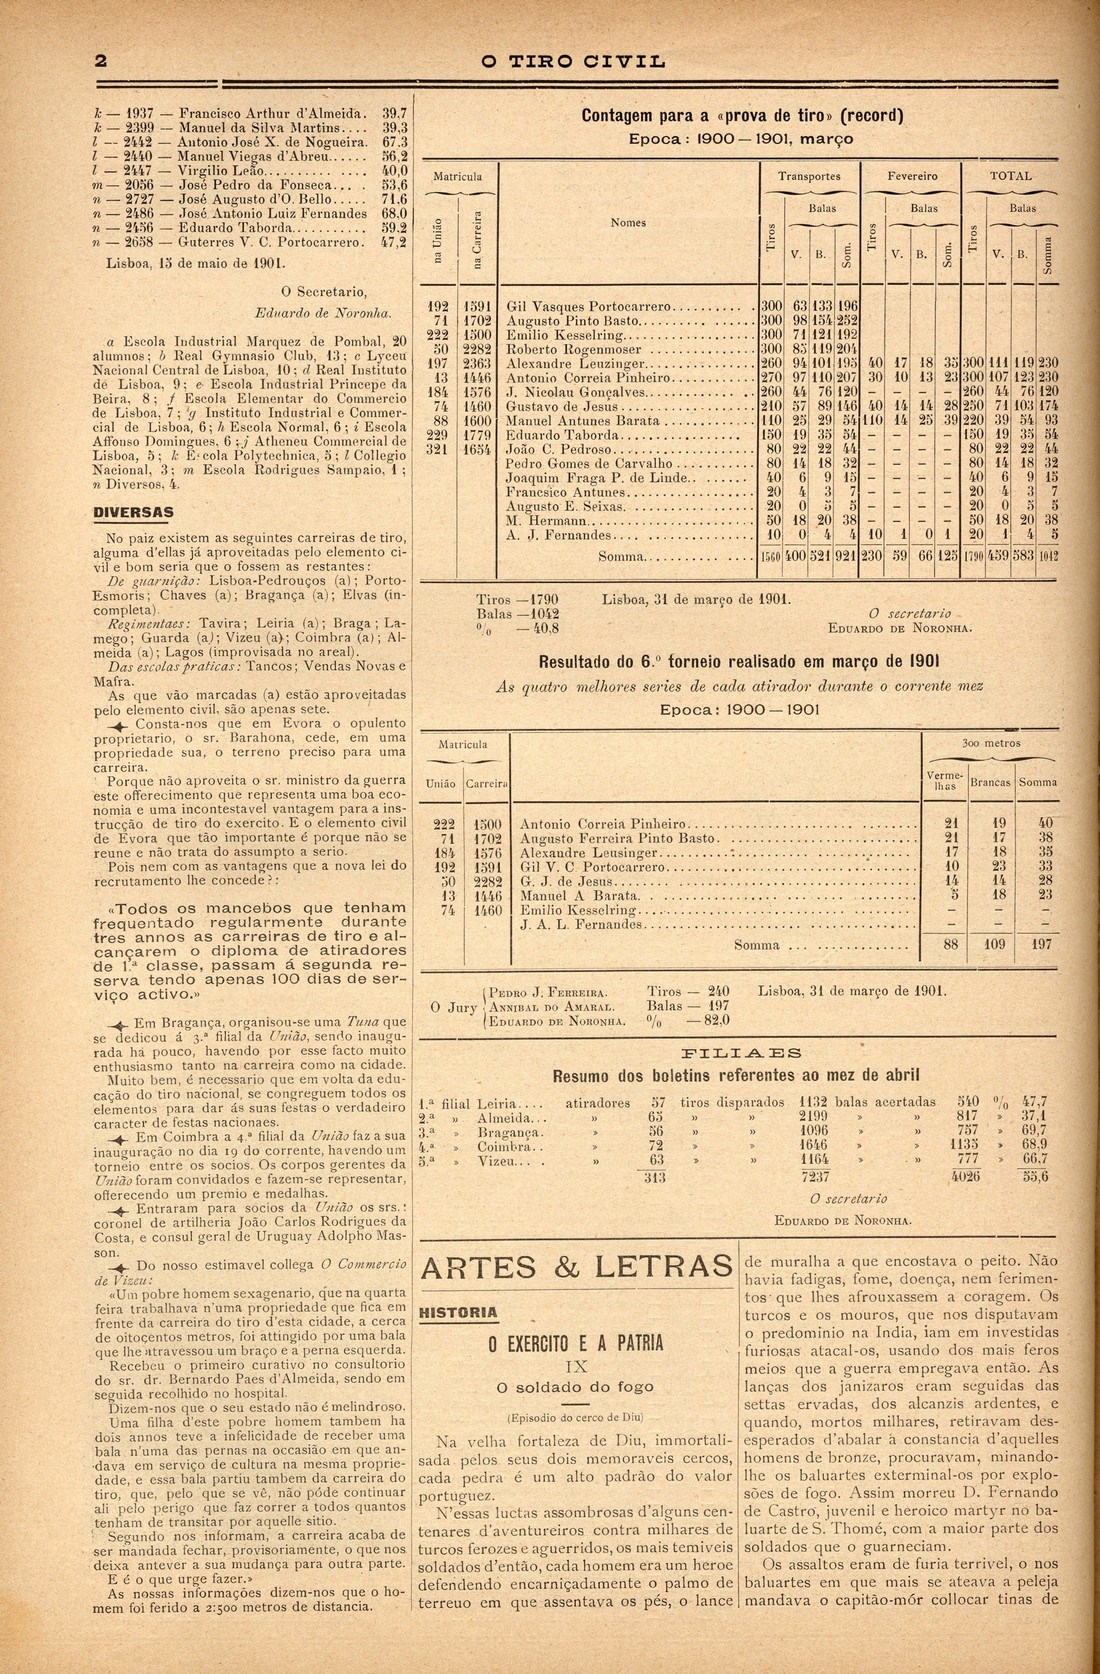 2
O TIRO CIVIL
k — 1937 — Francisco Arthur d'Almeida. 39.7
k — 2399 — Manuel da Silva Martins.... 39.3
l -- 2442 — Antonio José X. de Nogueira. 67.3
l — 2440 — Manuel Viegas d'Abreu...... 56,2
l — 2447 — Virgilio Leão.......... .... 40,0
m — 2056 — José Pedro da Fonseca... . 53,6
n — 2727 — José Augusto d'O. Bello..... 71.6
n — 2486 — José Antonio Luiz Fernandes 68.0
n — 2456 — Eduardo Taborda.......... 59.2
n — 2658 — Guterres V. C. Portocarrero. 47,2
Lisboa, 15 de maio de 1901.
O Secretario,
Eduardo de Noronha.
a Escola Industrial Marquez de Pombal, 20
alumnos; b Real Gymnasio Club, 13; c Lyceu
Nacional Central de Lisboa, 10; d Real Instituto
de Lisboa, 9; e Escola Industrial Princepe da
Beira, 8; f Escola Elementar do Commercio
de Lisboa, 7; g Instituto Industrial e Commer-
cial de Lisboa, 6; h Escola Normal, 6; i Escola
Affonso Domingues, 6; j Atheneu Commercial de
Lisboa, 5; k Escola Polytechnica, 5; l Collegio
Nacional, 3; m Escola Rodrigues Sampaio, 1;
n Diversos, 4.
DIVERSAS
No paiz existem as seguintes carreiras de tiro,
alguma d'ellas já aproveitadas pelo elemento ci-
vil e bom seria que o fossem as restantes:
De guarnição: Lisboa-Pedrouços (a); Porto-
Esmoris; Chaves (a); Bragança (a); Elvas (in-
completa).
Regimentaes: Tavira; Leiria (a); Braga; La-
mego; Guarda (a); Vizeu (a); Coimbra (a); Al-
meida (a); Lagos (improvisada no areal).
Das escolas praticas: Tancos; Vendas Novas e
Mafra.
As que vão marcadas (a) estão aproveitadas
pelo elemento civil, são apenas sete.
Consta-nos que em Evora o opulento
proprietario, o sr. Barahona, cede, em uma
propriedade sua, o terreno preciso para uma
carreira.
Porque não aproveita o sr. ministro da guerra
este offerecimento que representa uma boa eco-
nomia e uma incontestavel vantagem para a ins-
trucção de tiro do exercito. E o elemento civil
de Evora que tão importante é porque não se
reune e não trata do assumpto a serio.
Pois nem com as vantagens que a nova lei do
recrutamento lhe concede?:
«Todos os mancebos que tenham
frequentado regularmente durante
tres annos as carreiras de tiro e al-
cançarem o diploma de atiradores
de 1.ª classe, passam á segunda re-
serva tendo apenas 100 dias de ser-
viço activo.»
Em Bragança, organisou-se uma Tuna que
se dedicou á 3.ª filial da União, sendo inaugu-
rada ha pouco, havendo por esse facto muito
enthusiasmo tanto na carreira como na cidade.
Muito bem, é necessario que em volta da edu-
cação do tiro nacional, se congreguem todos os
elementos para dar ás suas festas o verdadeiro
caracter de festas nacionaes.
Em Coimbra a 4.ª filial da União faz a sua
inauguração no dia 19 do corrente, havendo um
torneio entre os socios. Os corpos gerentes da
União foram convidados e fazem-se representar,
offerecendo um premio e medalhas.
Entraram para socios da União os srs.:
coronel de artilheria João Carlos Rodrigues da
Costa, e consul geral de Uruguay Adolpho Mas-
son.
Do nosso estimavel collega O Commercio
de Vizeu:
«Um pobre homem sexagenario, que na quarta
feira trabalhava n'uma propriedade que fica em
frente da carreira do tiro d'esta cidade, a cerca
de oitocentos metros, foi attingido por uma bala
que lhe atravessou um braço e a perna esquerda.
Recebeu o primeiro curativo no consultorio
do sr. dr. Bernardo Paes d'Almeida, sendo em
seguida recolhido no hospital.
Dizem-nos que o seu estado não é melindroso.
Uma filha d'este pobre homem tambem ha
dois annos teve a infelicidade de receber uma
bala n'uma das pernas na occasião em que an-
dava em serviço de cultura na mesma proprie-
dade, e essa bala partiu tambem da carreira do
tiro, que, pelo que se vê, não póde continuar
ali pelo perigo que faz correr a todos quantos
tenham de transitar por aquelle sitio.
Segundo nos informam, a carreira acaba de
ser mandada fechar, provisoriamente, o que nos
deixa antever a sua mudança para outra parte.
E é o que urge fazer.»
As nossas informações dizem-nos que o ho-
mem foi ferido a 2:500 metros de distancia.
Contagem para a «prova de tiro» (record)
Epoca: 1900—1901, março
Matricula Nomes Transportes Fevereiro TOTAL
na União na Carreira Tiros Balas Tiros Balas Tiros Balas
V. B. Som. V. B. Som. V. B. Somma
192 1591 Gil Vasques Portocarrero........... 300 63 133 196
71 1702 Augusto Pinto Basto.......... 300 98 154 252
222 1500 Emilio Kesselring........... 300 71 121 192
50 2282 Roberto Rogenmoser .......... 300 85 119 204
197 2363 Alexandre Leuzinger.......... 260 94 101 195 40 17 18 35 300 111 119 230
13 1446 Antonio Correia Pinheiro.......... 270 97 110 207 30 10 13 23 300 107 123 230
184 1576 J. Nicolau Gonçalves.......... 260 44 76 120 – – – – 260 44 76 120
74 1460 Gustavo de Jesus.......... 210 57 89 146 40 14 14 28 250 71 103 174
88 1600 Manuel Antunes Barata .......... 110 25 29 54 110 14 25 39 220 39 54 93
229 1779 Eduardo Taborda.......... 150 19 35 54 – – – – 150 19 35 54
321 1654 João C. Pedroso.......... 80 22 22 44 – – – – 80 22 22 44
Pedro Gomes de Carvalho .......... 80 14 18 32 – – – – 80 14 18 32
Joaquim Fraga P. de Linde.. ...... 40 6 9 15 – – – – 40 6 9 15
Francsico Antunes.......... 20 4 3 7 – – – – 20 4 3 7
Augusto E. Seixas. .......... 20 0 5 5 – – – – 20 0 5 5
M. Hermann.......... 50 18 20 38 – – – – 50 18 20 38
A. J. Fernandes.......... 10 0 4 4 10 1 0 1 20 1 4 5
Somma.......... 1560 400 521 921 230 59 66 125 1790 459 583 1042
Tiros —1790 Lisboa, 31 de março de 1901.
Balas —1042 O secretario
% — 40,8 EDUARDO DE NORONHA.
Resultado do 6.º torneio realisado em março de 1901
As quatro melhores series de cada atirador durante o corrente mez
Epoca: 1900—1901
Matricula 300 metros
União Carreira Verme-lhas Brancas Somma
222 1500 Antonio Correia Pinheiro.......... 21 19 40
71 1702 Augusto Ferreira Pinto Basto. .......... 21 17 38
184 1576 Alexandre Leusinger.......... 17 18 35
192 1591 Gil V. C. Portocarrero.......... 10 23 33
50 2282 G. J. de Jesus.......... 14 14 28
13 1446 Manuel A Barata. .......... 5 18 23
74 1460 Emilio Kesselring.......... – – –
J. A. L. Fernandes.......... – – –
Somma .......... 88 109 197
O Jury
PEDRO J. FERREIRA.
ANNIBAL DO AMARAL.
EDUARDO DE NORONHA.
Tiros — 240 Lisboa, 31 de março de 1901.
Balas — 197
% — 82,0
FILIAES
Resumo dos boletins referentes ao mez de abril
1.ª filial Leiria.... atiradores 57 tiros disparados 1132 balas acertadas 540 % 47,7
2.ª » Almeida... » 65 » » 2199 » » 817 » 37,1
3.ª » Bragança. » 56 » » 1096 » » 757 » 69,7
4.ª » Coimbra.. » 72 » » 1646 » » 1135 » 68,9
5.ª » Vizeu.. . . » 63 » » 1164 » » 777 » 66,7
313 7237 4026 55,6
O secretario
EDUARDO DE NORONHA.
ARTES & LETRAS
HISTORIA
O EXERCITO E A PATRIA
IX
O soldado do fogo
(Episodio do cerco de Diu)
Na velha fortaleza de Diu, immortali-
sada pelos seus dois memoraveis cercos,
cada pedra é um alto padrão do valor
portuguez.
N'essas luctas assombrosas d'alguns cen-
tenares d'aventureiros contra milhares de
turcos ferozes e aguerridos, os mais temiveis
soldados d'então, cada homem era um heroe
defendendo encarniçadamente o palmo de
terreuo em que assentava os pés, o lance
de muralha a que encostava o peito. Não
havia fadigas, fome, doença, nem ferimen-
tos que lhes afrouxassem a coragem. Os
turcos e os mouros, que nos disputavam
o predominio na India, iam em investidas
furiosas atacal-os, usando dos mais feros
meios que a guerra empregava então. As
lanças dos janizaros eram seguidas das
settas ervadas, dos alcanzis ardentes, e
quando, mortos milhares, retiravam des-
esperados d'abalar a constancia d'aquelles
homens de bronze, procuravam, minando-
lhe os baluartes exterminal-os por explo-
sões de fogo. Assim morreu D. Fernando
de Castro, juvenil e heroico martyr no ba-
luarte de S. Thomé, com a maior parte dos
soldados que o guarneciam.
Os assaltos eram de furia terrivel, o nos
baluartes em que mais se ateava a peleja
mandava o capitão-mór collocar tinas de